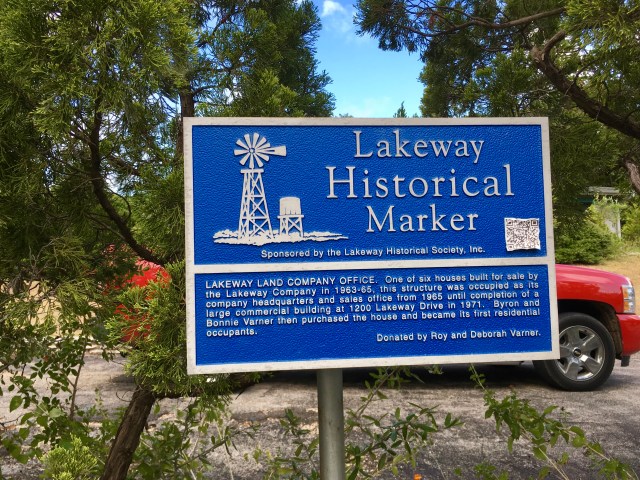 Lakeway
Historical
Marker
Sponsored by the Lakeway Historical Society, Inc.
LAKEWAY LAND COMPANY OFFICE. One of six houses built for sale by
the Lakeway Company in 1963-65, this structure was occupied as its
company headquarters and sales office from 1965 until completion of a
large commercial building at 1200 Lakeway Drive in 1971. Byron and
Bonnie Varner then purchased the house and became its first residential
occupants.
Donated by Roy and Deborah Varner.